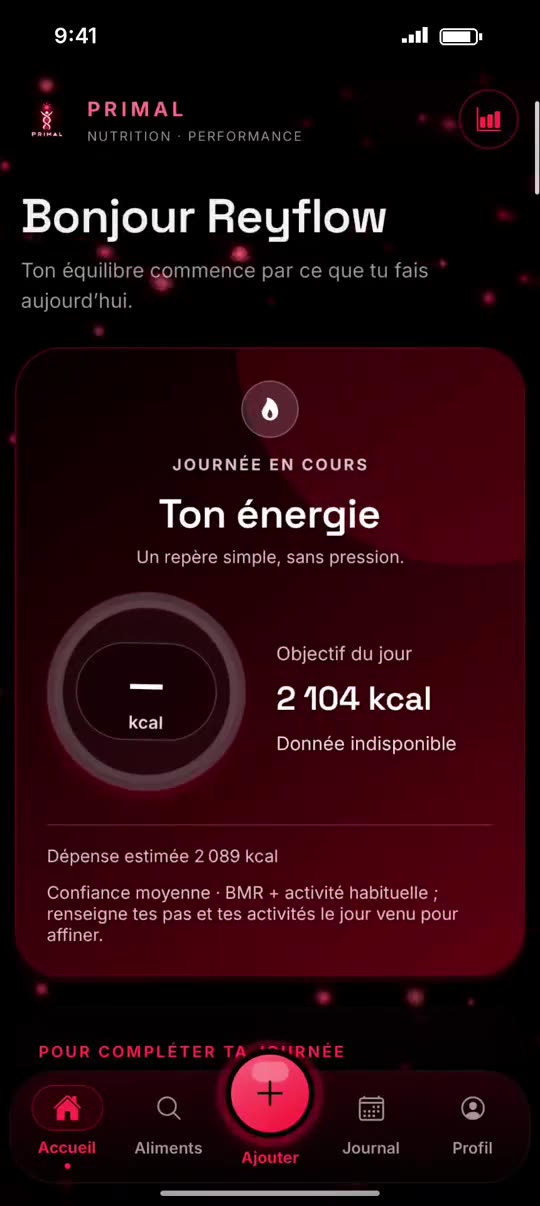 9:41
PRIMAL
PRIMAL
NUTRITION · PERFORMANCE
Bonjour Reyflow
Ton équilibre commence par ce que tu fais
aujourd’hui.
JOURNÉE EN COURS
Ton énergie
Un repère simple, sans pression.
Objectif du jour
2 104 kcal
Donnée indisponible
—
kcal
Dépense estimée 2 089 kcal
Confiance moyenne · BMR + activité habituelle ;
renseigne tes pas et tes activités le jour venu pour
affiner.
POUR COMPLÉTER TA JOURNÉE
Accueil
Aliments
Ajouter
Journal
Profil